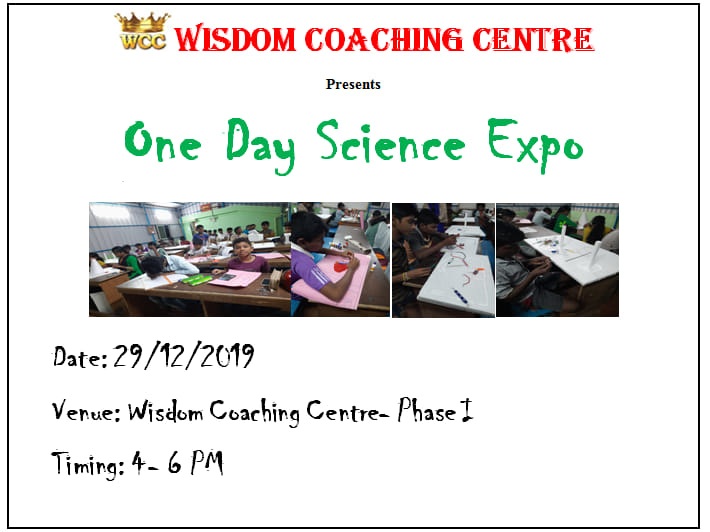 WCC WISDOM COACHING CENTRE
Presents
One Day Science Expo
Date: 29/12/2019
Venue: Wisdom Coaching Centre- Phase I
Timing: 4- 6 PM